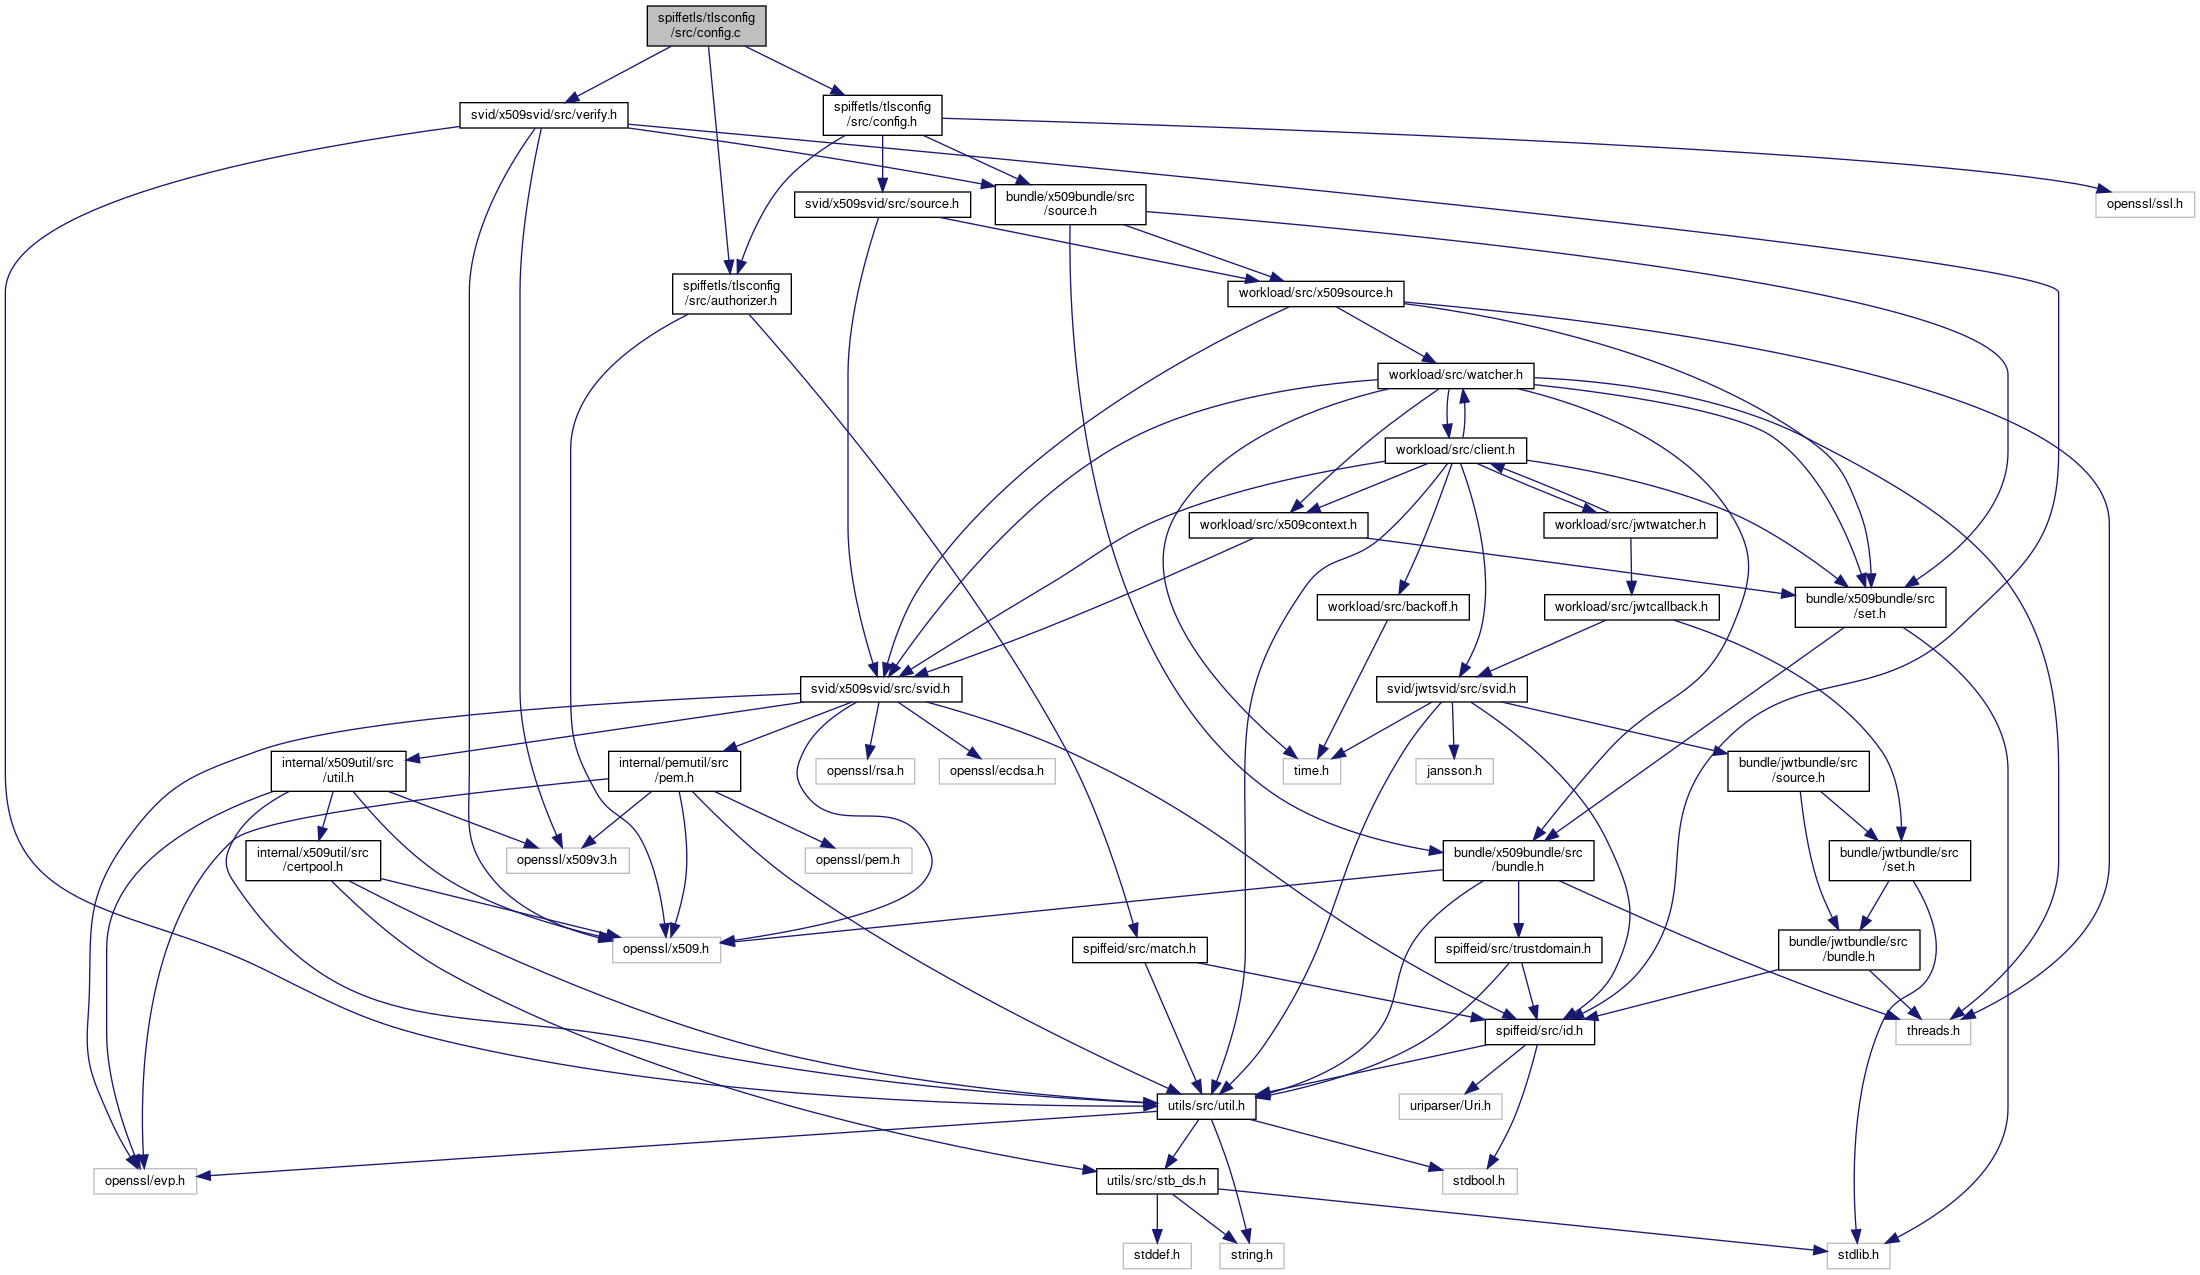 spiffetls/tlsconfig
/src/config.c
svid/x509svid/src/verify.h
spiffetls/tlsconfig
/src/config.h
svid/x509svid/src/source.h
bundle/x509bundle/src
/source.h
openssl/ssl.h
spiffetls/tlsconfig
/src/authorizer.h
workload/src/x509source.h
workload/src/watcher.h
workload/src/client.h
workload/src/x509context.h
workload/src/jwtwatcher.h
workload/src/backoff.h
workload/src/jwtcallback.h
bundle/x509bundle/src
/set.h
svid/x509svid/src/svid.h
svid/jwtsvid/src/svid.h
internal/x509util/src
/util.h
internal/pemutil/src
/pem.h
openssl/rsa.h
openssl/ecdsa.h
time.h
jansson.h
bundle/jwtbundle/src
/source.h
internal/x509util/src
/certpool.h
openssl/x509v3.h
openssl/pem.h
bundle/x509bundle/src
/bundle.h
bundle/jwtbundle/src
/set.h
openssl/x509.h
spiffeid/src/match.h
spiffeid/src/trustdomain.h
bundle/jwtbundle/src
/bundle.h
spiffeid/src/id.h
threads.h
utils/src/util.h
uriparser/Uri.h
openssl/evp.h
utils/src/stb_ds.h
stdbool.h
stddef.h
string.h
stdlib.h